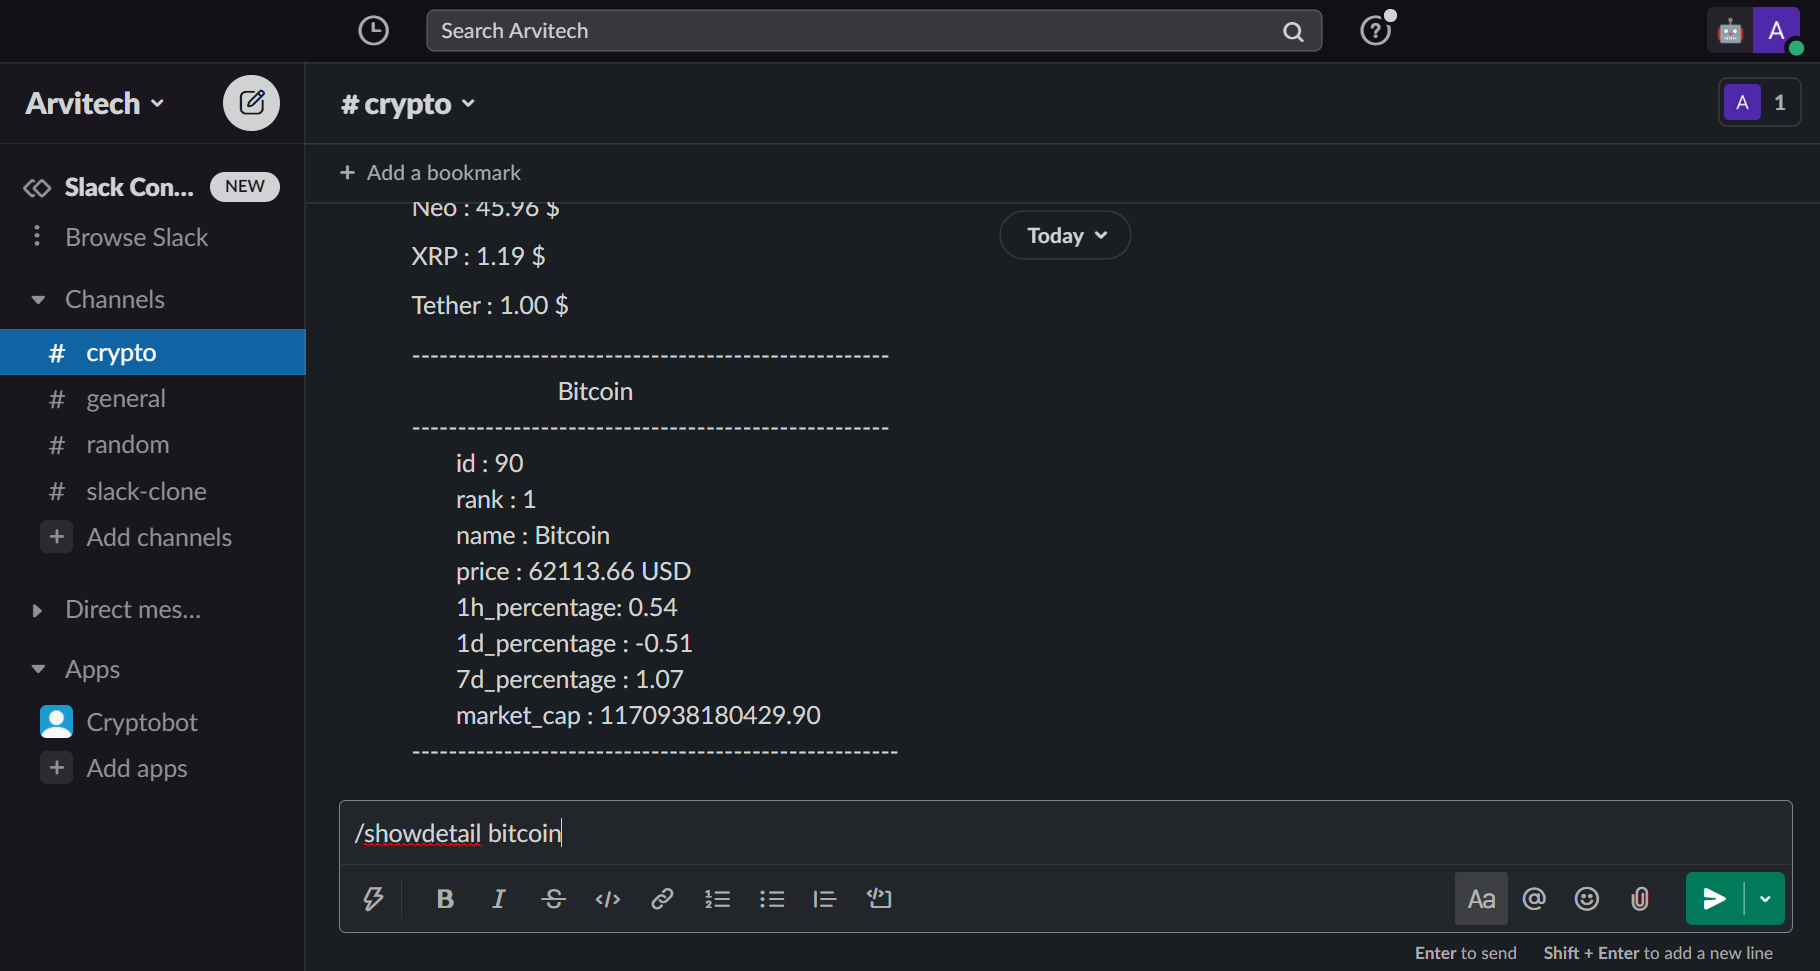 Search Arvitech
A
Arvitech
# crypto
A 1
Slack Con... NEW
Add a bookmark
Browse Slack
Neo : 45.96 $
Today
XRP : 1.19 $
Channels
Tether : 1.00 $
# crypto
----------------------------------------------------
Bitcoin
# general
----------------------------------------------------
# random
id : 90
# slack-clone
rank : 1
+ Add channels
name : Bitcoin
price : 62113.66 USD
1h_percentage: 0.54
Direct mes...
1d_percentage : -0.51
Apps
7d_percentage : 1.07
Cryptobot
market_cap : 1170938180429.90
-----------------------------------------------------
+ Add apps
/showdetail bitcoin
B I S </> Aa @
Enter to send Shift + Enter to add a new line